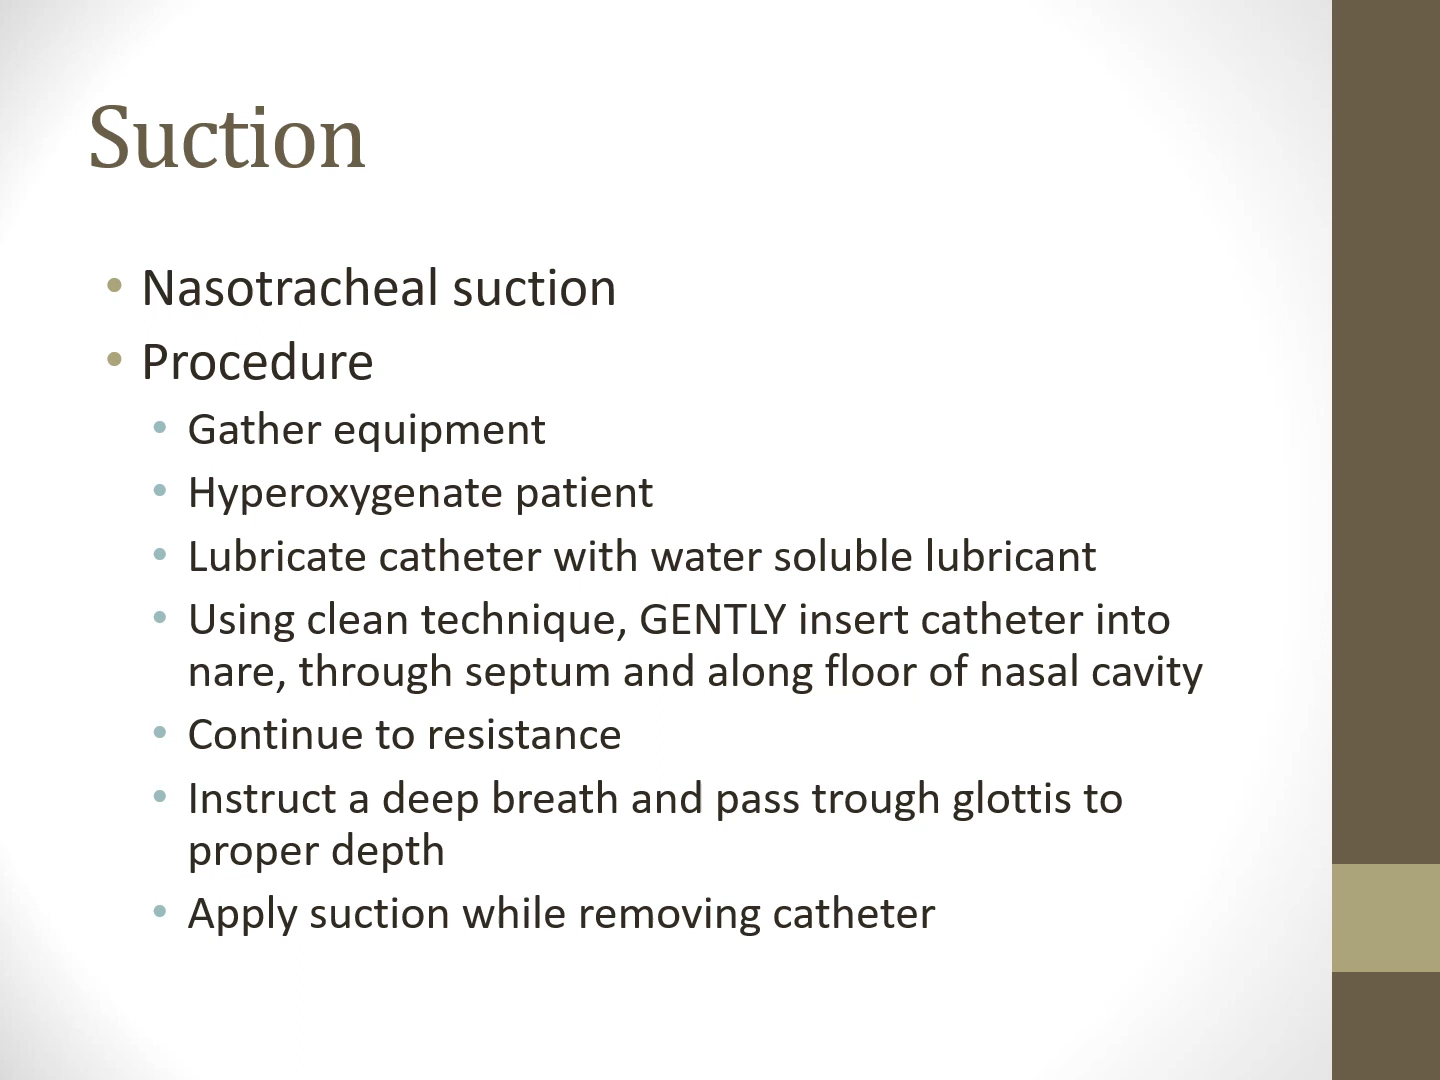 Suction
• Nasotracheal suction
• Procedure
• Gather equipment
• Hyperoxygenate patient
• Lubricate catheter with water soluble lubricant
• Using clean technique, GENTLY insert catheter into
nare, through septum and along floor of nasal cavity
• Continue to resistance
• Instruct a deep breath and pass trough glottis to
proper depth
• Apply suction while removing catheter